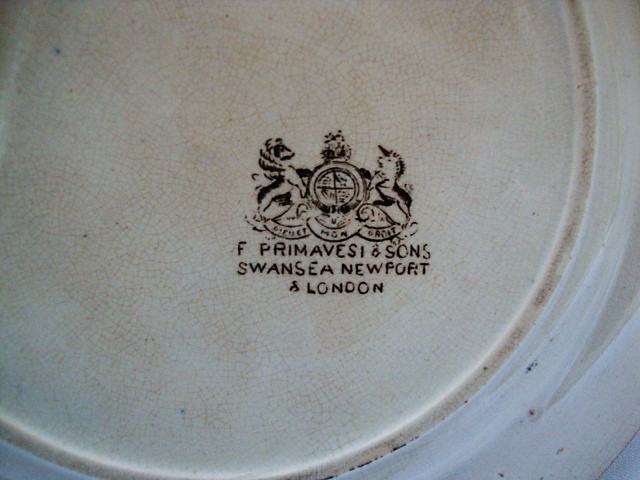 DIEU ET MON DROIT
F PRIMAVESI & SONS
SWANSEA NEWPORT
& LONDON